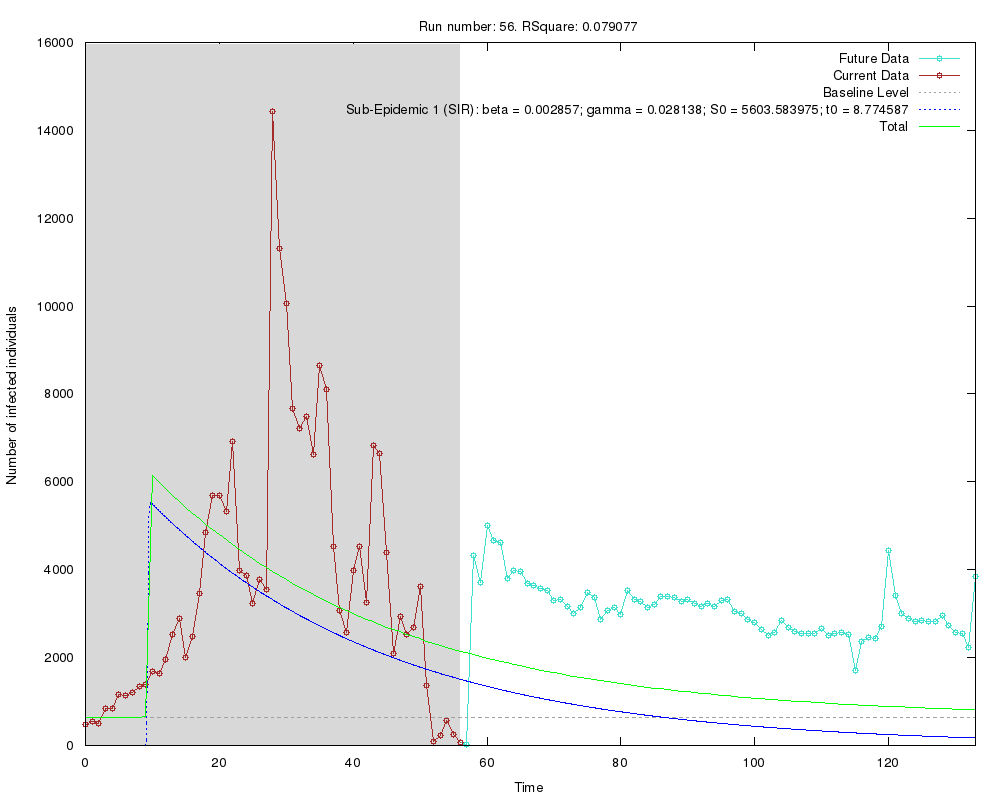 Run number: 56. RSquare: 0.079077
Future Data
Current Data
Baseline Level
Sub-Epidemic 1 (SIR): beta = 0.002857; gamma = 0.028138; S0 = 5603.583975; t0 = 8.774587
Total
Number of infected individuals
16000
14000
12000
10000
8000
6000
4000
2000
0
0 20 40 60 80 100 120
Time